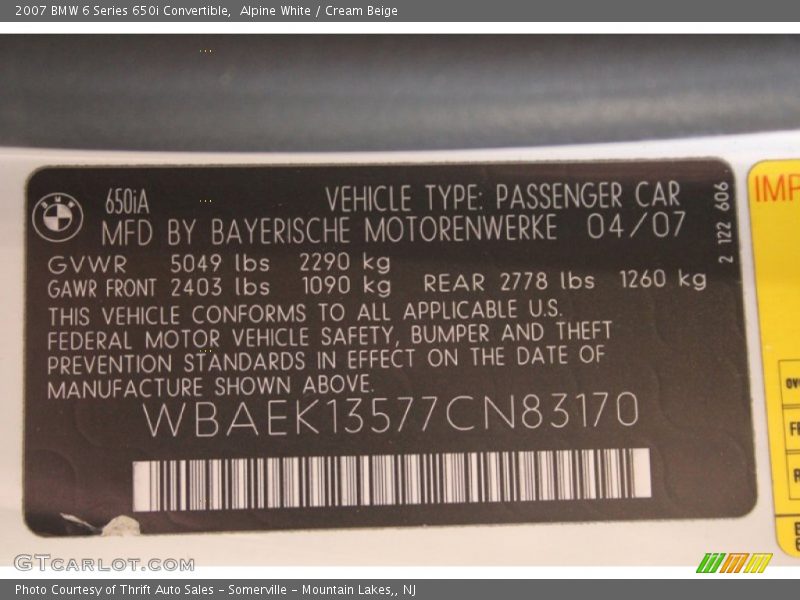 2007 BMW 6 Series 650i Convertible,  Alpine White / Cream Beige
BMW
650iA
VEHICLE TYPE: PASSENGER CAR
MFD BY BAYERISCHE MOTORENWERKE 04/07
2 122 606
GVWR 5049 lbs 2290 kg
GAWR FRONT 2403 lbs 1090 kg REAR 2778 lbs 1260 kg
THIS VEHICLE CONFORMS TO ALL APPLICABLE U.S.
FEDERAL MOTOR VEHICLE SAFETY, BUMPER AND THEFT
PREVENTION STANDARDS IN EFFECT ON THE DATE OF
MANUFACTURE SHOWN ABOVE.
WBAEK13577CN83170
IMP
GTCARLOT.COM
Photo Courtesy of Thrift Auto Sales - Somerville - Mountain Lakes,, NJ